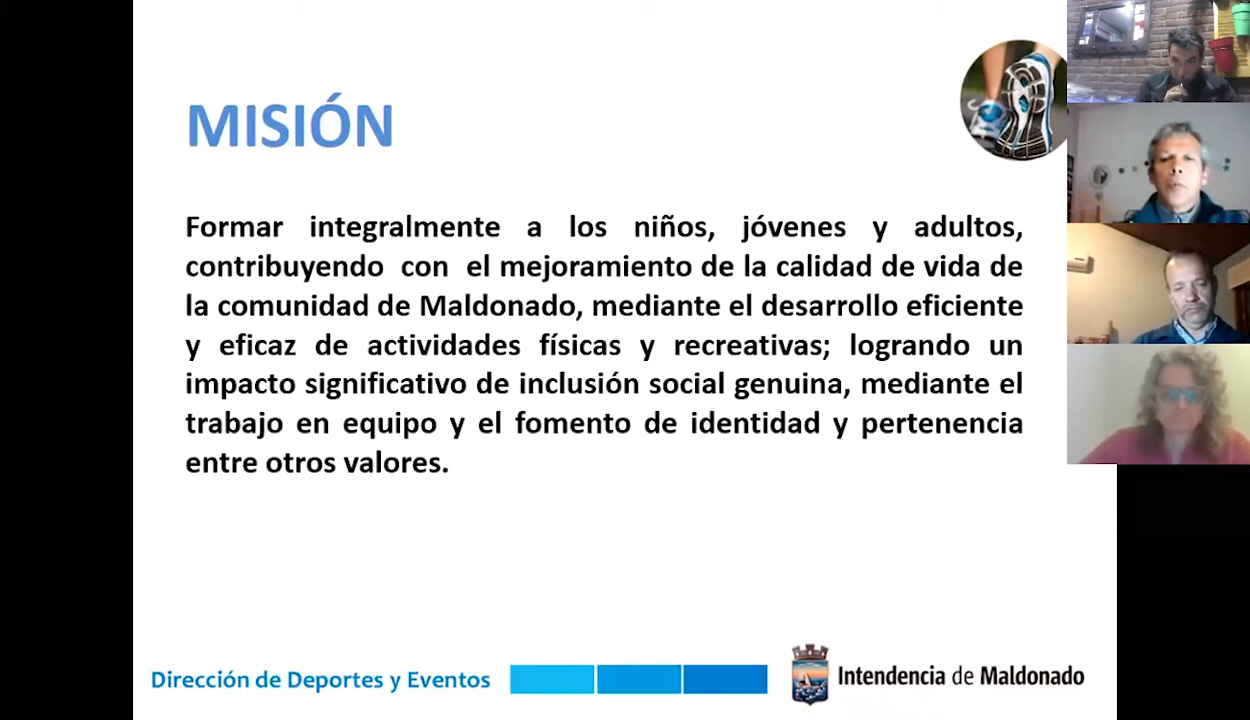 MISIÓN
Formar integralmente a los niños, jóvenes y adultos,
contribuyendo con el mejoramiento de la calidad de vida de
la comunidad de Maldonado, mediante el desarrollo eficiente
y eficaz de actividades físicas y recreativas; logrando un
impacto significativo de inclusión social genuina, mediante el
trabajo en equipo y el fomento de identidad y pertenencia
entre otros valores.
Dirección de Deportes y Eventos
Intendencia de Maldonado